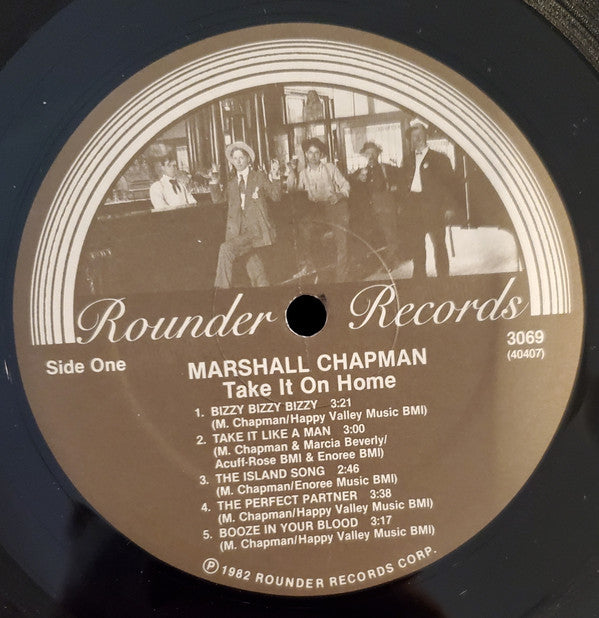 Rounder Records
Side One
3069
(40407)
MARSHALL CHAPMAN
Take It On Home
1. BIZZY BIZZY BIZZY 3:21
(M. Chapman/Happy Valley Music BMI)
2. TAKE IT LIKE A MAN 3:00
(M. Chapman & Marcia Beverly/
Acuff-Rose BMI & Enoree BMI)
3. THE ISLAND SONG 2:46
(M. Chapman/Enoree Music BMI)
4. THE PERFECT PARTNER 3:38
(M. Chapman/Happy Valley Music BMI)
5. BOOZE IN YOUR BLOOD 3:17
(M. Chapman/Happy Valley Music BMI)
℗ 1982 ROUNDER RECORDS CORP.